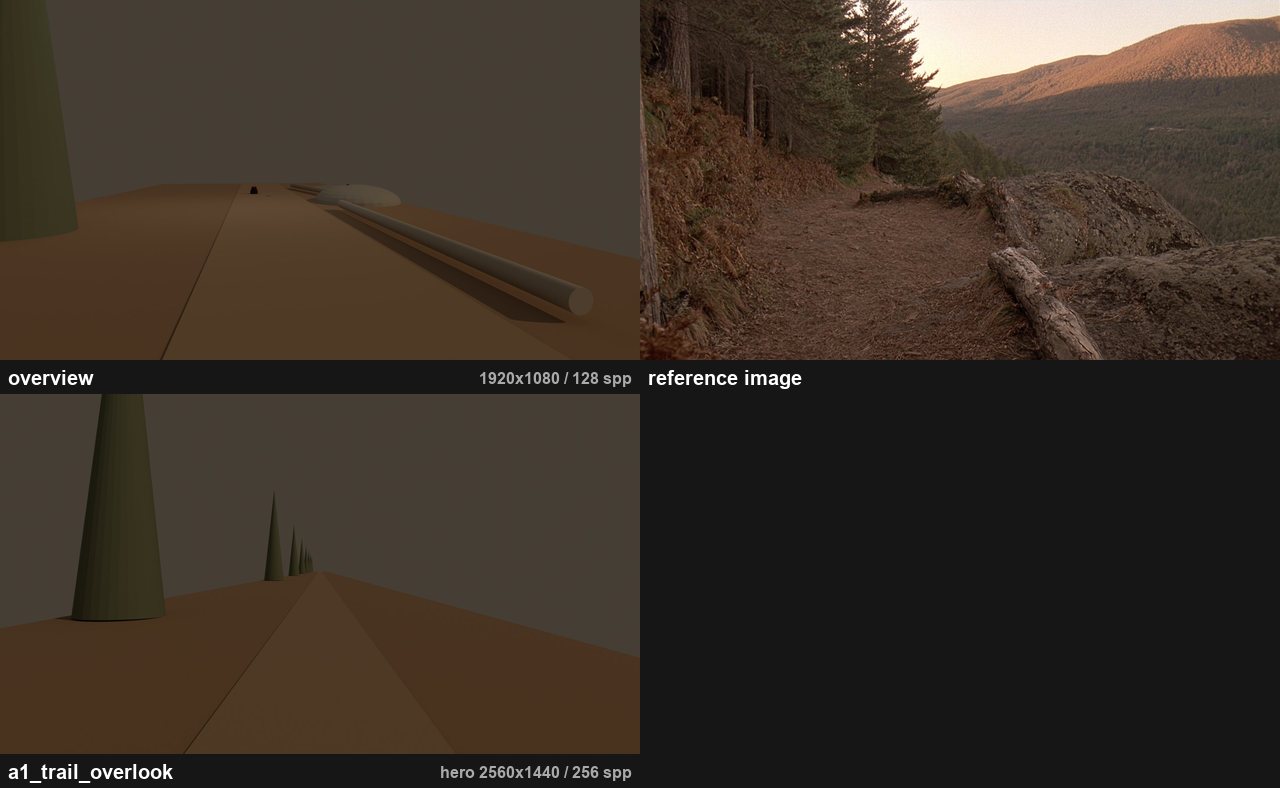 overview
1920x1080 / 128 spp
reference image
a1_trail_overlook
hero 2560x1440 / 256 spp